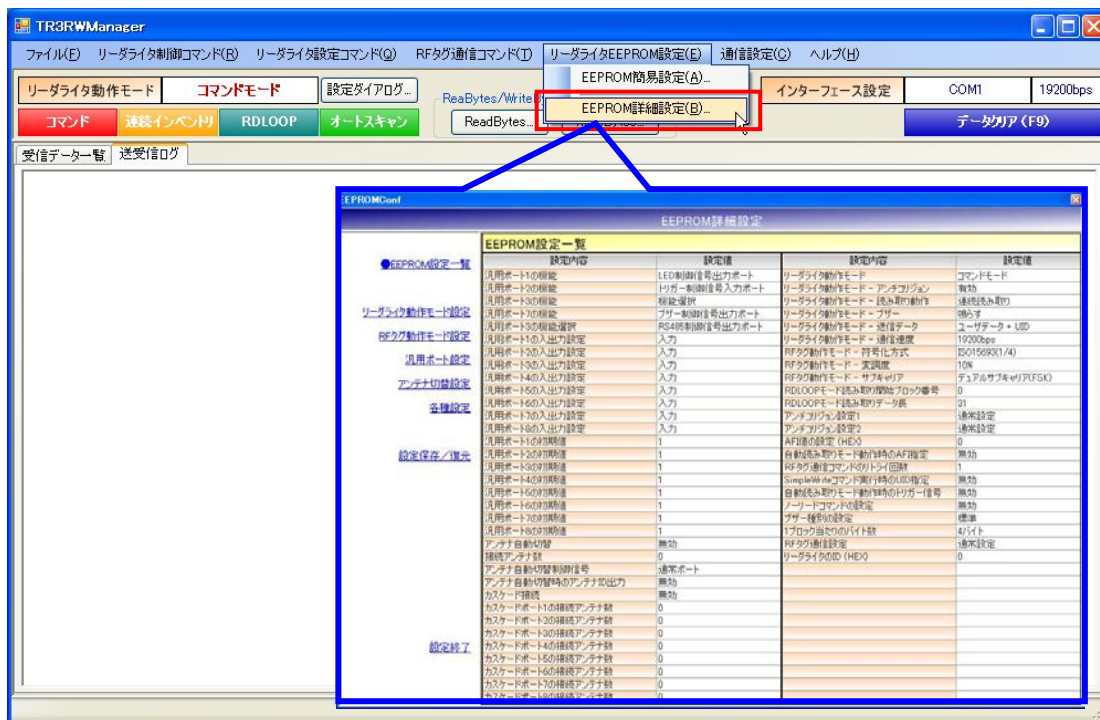 TR3RWManager
ファイル(F) リーダライタ制御コマンド(R) リーダライタ設定コマンド(Q) RFタグ通信コマンド(T) リーダライタEEPROM設定(E) 通信設定(C) ヘルプ(H)
EEPROM簡易設定(A)...
EEPROM詳細設定(B)...
リーダライタ動作モード コマンドモード 設定ダイアログ... インターフェース設定 COM1 19200bps
コマンド 連続インベントリ RDLOOP オートスキャン ReadBytes... データクリア (F9)
受信データ一覧 送受信ログ
EEPROM詳細設定
EEPROM設定一覧
設定内容 設定値 設定内容 設定値
●EEPROM設定一覧
リーダライタ動作モード設定
RFタグ動作モード設定
汎用ポート設定
アンテナ切替設定
各種設定
設定保存/復元
設定終了
汎用ポート1の機能 LED制御信号出力ポート リーダライタ動作モード コマンドモード
汎用ポート2の機能 トリガー制御信号入力ポート リーダライタ動作モード - アンチコリジョン 有効
汎用ポート3の機能 機能選択 リーダライタ動作モード - 読み取り動作 連続読み取り
汎用ポート7の機能 ブザー制御信号出力ポート リーダライタ動作モード - ブザー 鳴らす
汎用ポート3の機能選択 RS485制御信号出力ポート リーダライタ動作モード - 送信データ ユーザデータ + UID
汎用ポート1の入出力設定 入力 リーダライタ動作モード - 通信速度 19200bps
汎用ポート2の入出力設定 入力 RFタグ動作モード - 符号化方式 ISO15693(1/4)
汎用ポート3の入出力設定 入力 RFタグ動作モード - 変調度 10%
汎用ポート4の入出力設定 入力 RFタグ動作モード - サブキャリア デュアルサブキャリア(FSK)
汎用ポート5の入出力設定 入力 RDLOOPモード読み取り開始ブロック番号 0
汎用ポート6の入出力設定 入力 RDLOOPモード読み取りデータ長 31
汎用ポート7の入出力設定 入力 アンチコリジョン設定1 通常設定
汎用ポート8の入出力設定 入力 アンチコリジョン設定2 通常設定
汎用ポート1の初期値 1 AFI値の設定 (HEX) 0
汎用ポート2の初期値 1 自動読み取りモード動作時のAFI指定 無効
汎用ポート3の初期値 1 RFタグ通信コマンドのリトライ回数 1
汎用ポート4の初期値 1 SimpleWriteコマンド実行時のUID指定 無効
汎用ポート5の初期値 1 自動読み取りモード動作時のトリガー信号 無効
汎用ポート6の初期値 1 ノーリードコマンドの設定 無効
汎用ポート7の初期値 1 ブザー種別の設定 標準
汎用ポート8の初期値 1 1ブロック当たりのバイト数 4バイト
アンテナ自動切替 無効 RFタグ通信設定 通常設定
接続アンテナ数 0 リーダライタのID (HEX) 0
アンテナ自動切替制御信号 通常ポート
アンテナ自動切替時のアンテナID出力 無効
カスケード接続 無効
カスケードポート1の接続アンテナ数 0
カスケードポート2の接続アンテナ数 0
カスケードポート3の接続アンテナ数 0
カスケードポート4の接続アンテナ数 0
カスケードポート5の接続アンテナ数 0
カスケードポート6の接続アンテナ数 0
カスケードポート7の接続アンテナ数 0
カスケードポート8の接続アンテナ数 0